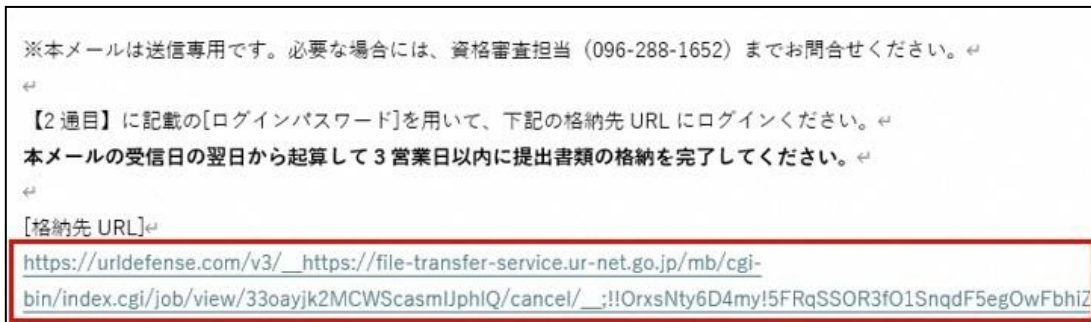 ※本メールは送信専用です。必要な場合には、資格審査担当（096-288-1652）までお問合せください。↵
↵
【2 通目】に記載の[ログインパスワード]を用いて、下記の格納先 URL にログインください。↵
本メールの受信日の翌日から起算して 3 営業日以内に提出書類の格納を完了してください。↵
↵
[格納先 URL]↵
https://urldefense.com/v3/__https://file-transfer-service.ur-net.go.jp/mb/cgi-
bin/index.cgi/job/view/33oayjk2MCWScasmIJphIQ/cancel/__;!!OrxsNty6D4my!5FRqSSOR3fO1SnqdF5egOwFbhiZ